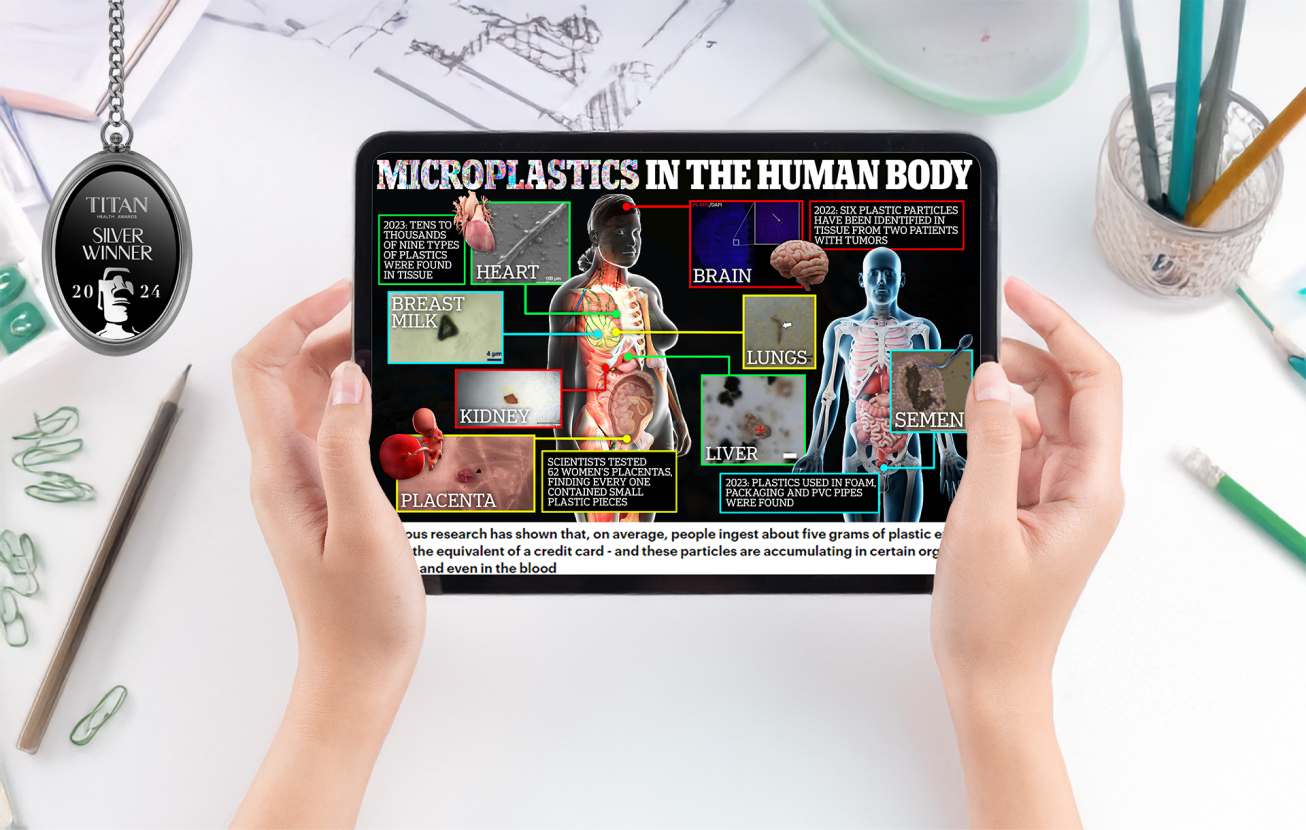 TITAN
HEALTH AWARDS
SILVER
WINNER
20 24
MICROPLASTICS IN THE HUMAN BODY
2023: TENS TO
THOUSANDS
OF NINE TYPES
OF PLASTICS
WERE FOUND
IN TISSUE
HEART
100 µm
/DAPI
BRAIN
2022: SIX PLASTIC PARTICLES
HAVE BEEN IDENTIFIED IN
TISSUE FROM TWO PATIENTS
WITH TUMORS
BREAST
MILK
4 µm
LUNGS
KIDNEY
LIVER
SEMEN
PLACENTA
SCIENTISTS TESTED
62 WOMEN'S PLACENTAS,
FINDING EVERY ONE
CONTAINED SMALL
PLASTIC PIECES
2023: PLASTICS USED IN FOAM,
PACKAGING AND PVC PIPES
WERE FOUND
ous research has shown that, on average, people ingest about five grams of plastic e
the equivalent of a credit card - and these particles are accumulating in certain org
and even in the blood